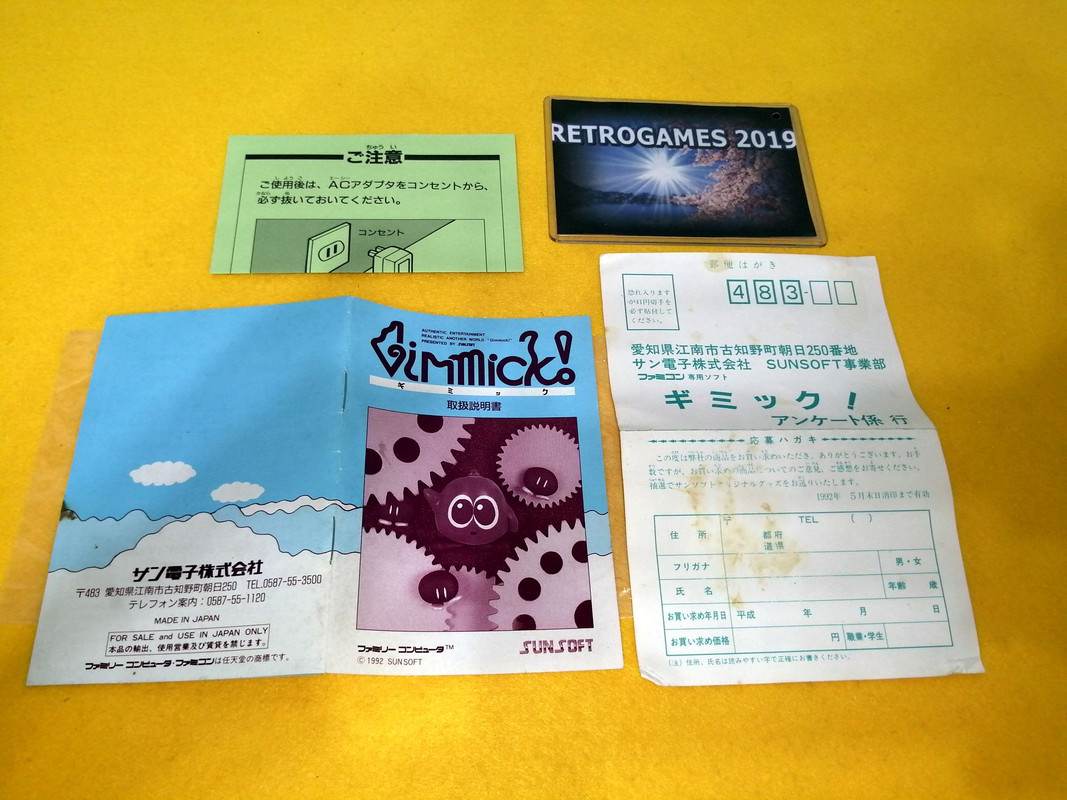 ちゅう い
ご注意
ご使用後は、ACアダプタをコンセントから、
必ず抜いておいてください。
コンセント
RETROGAMES 2019
郵便はがき
恐れ入ります
が41円切手を
必ず貼付して
ください。
483-
愛知県江南市古知野町朝日250番地
サン電子株式会社 SUNSOFT事業部
ファミコン専用ソフト
ギミック!
アンケート係 行
応募ハガキ
この度は弊社の商品をお買い求めいただき、ありがとうございます。お手
数ですが、お買い求めの商品についてのご意見、ご感想をお寄せください。
抽選でサンソフトオリジナルグッズをお送りいたします。
1992年 5月末日消印まで有効
住所 〒 都府道県 TEL ( )
フリガナ
男・女
氏名
年齢 歳
お買い求め年月日 平成 年 月 日
お買い求め価格 円 職業・学生
(注)住所、氏名は読みやすい字で正確にお書きください。
AUTHENTIC ENTERTAINMENT
REALISTIC ANOTHER WORLD "Gimmick!"
PRESENTED BY SUNSOFT
Gimmick!
ギミック
取扱説明書
ファミリーコンピュータ™
©1992 SUNSOFT
SUNSOFT
サン電子株式会社
〒483 愛知県江南市古知野町朝日250 TEL.0587-55-3500
テレフォン案内:0587-55-1120
MADE IN JAPAN
FOR SALE and USE IN JAPAN ONLY
本品の輸出、使用営業及び賃貸を禁じます。
ファミリーコンピュータ・ファミコンは任天堂の商標です。